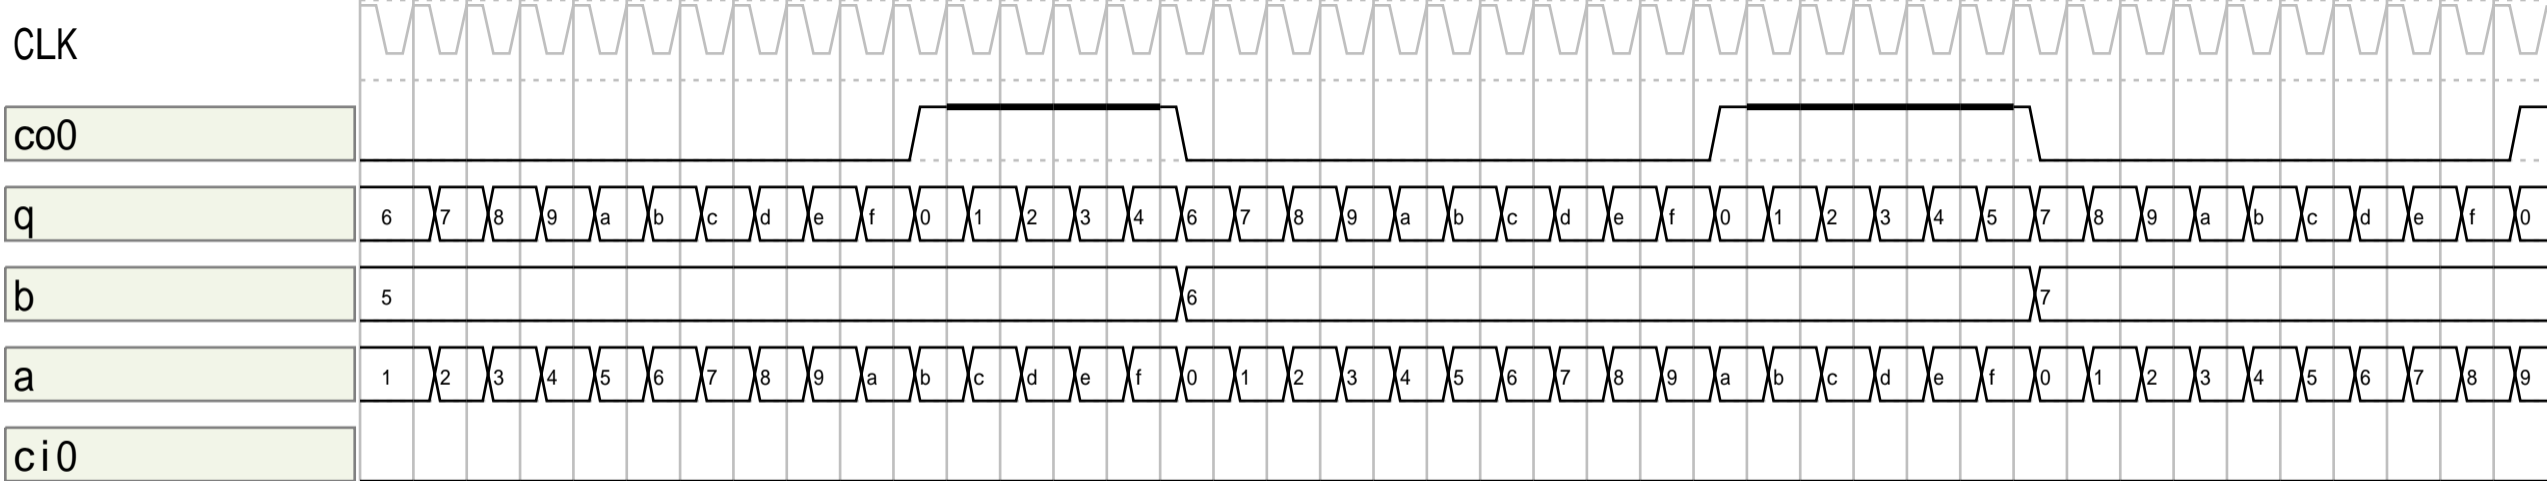 CLK
co0
q 6 7 8 9 a b c d e f 0 1 2 3 4 6 7 8 9 a b c d e f 0 1 2 3 4 5 7 8 9 a b c d e f 0
b 5 6 7
a 1 2 3 4 5 6 7 8 9 a b c d e f 0 1 2 3 4 5 6 7 8 9 a b c d e f 0 1 2 3 4 5 6 7 8 9
ci0